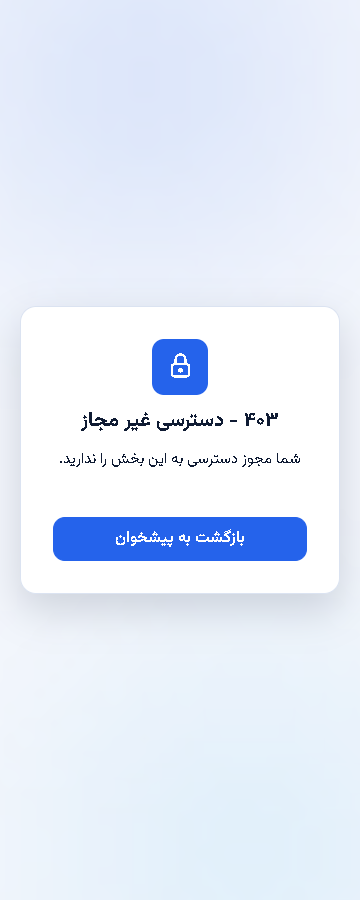 ۴۰۳ - دسترسی غیر مجاز
شما مجوز دسترسی به این بخش را ندارید.
بازگشت به پیشخوان